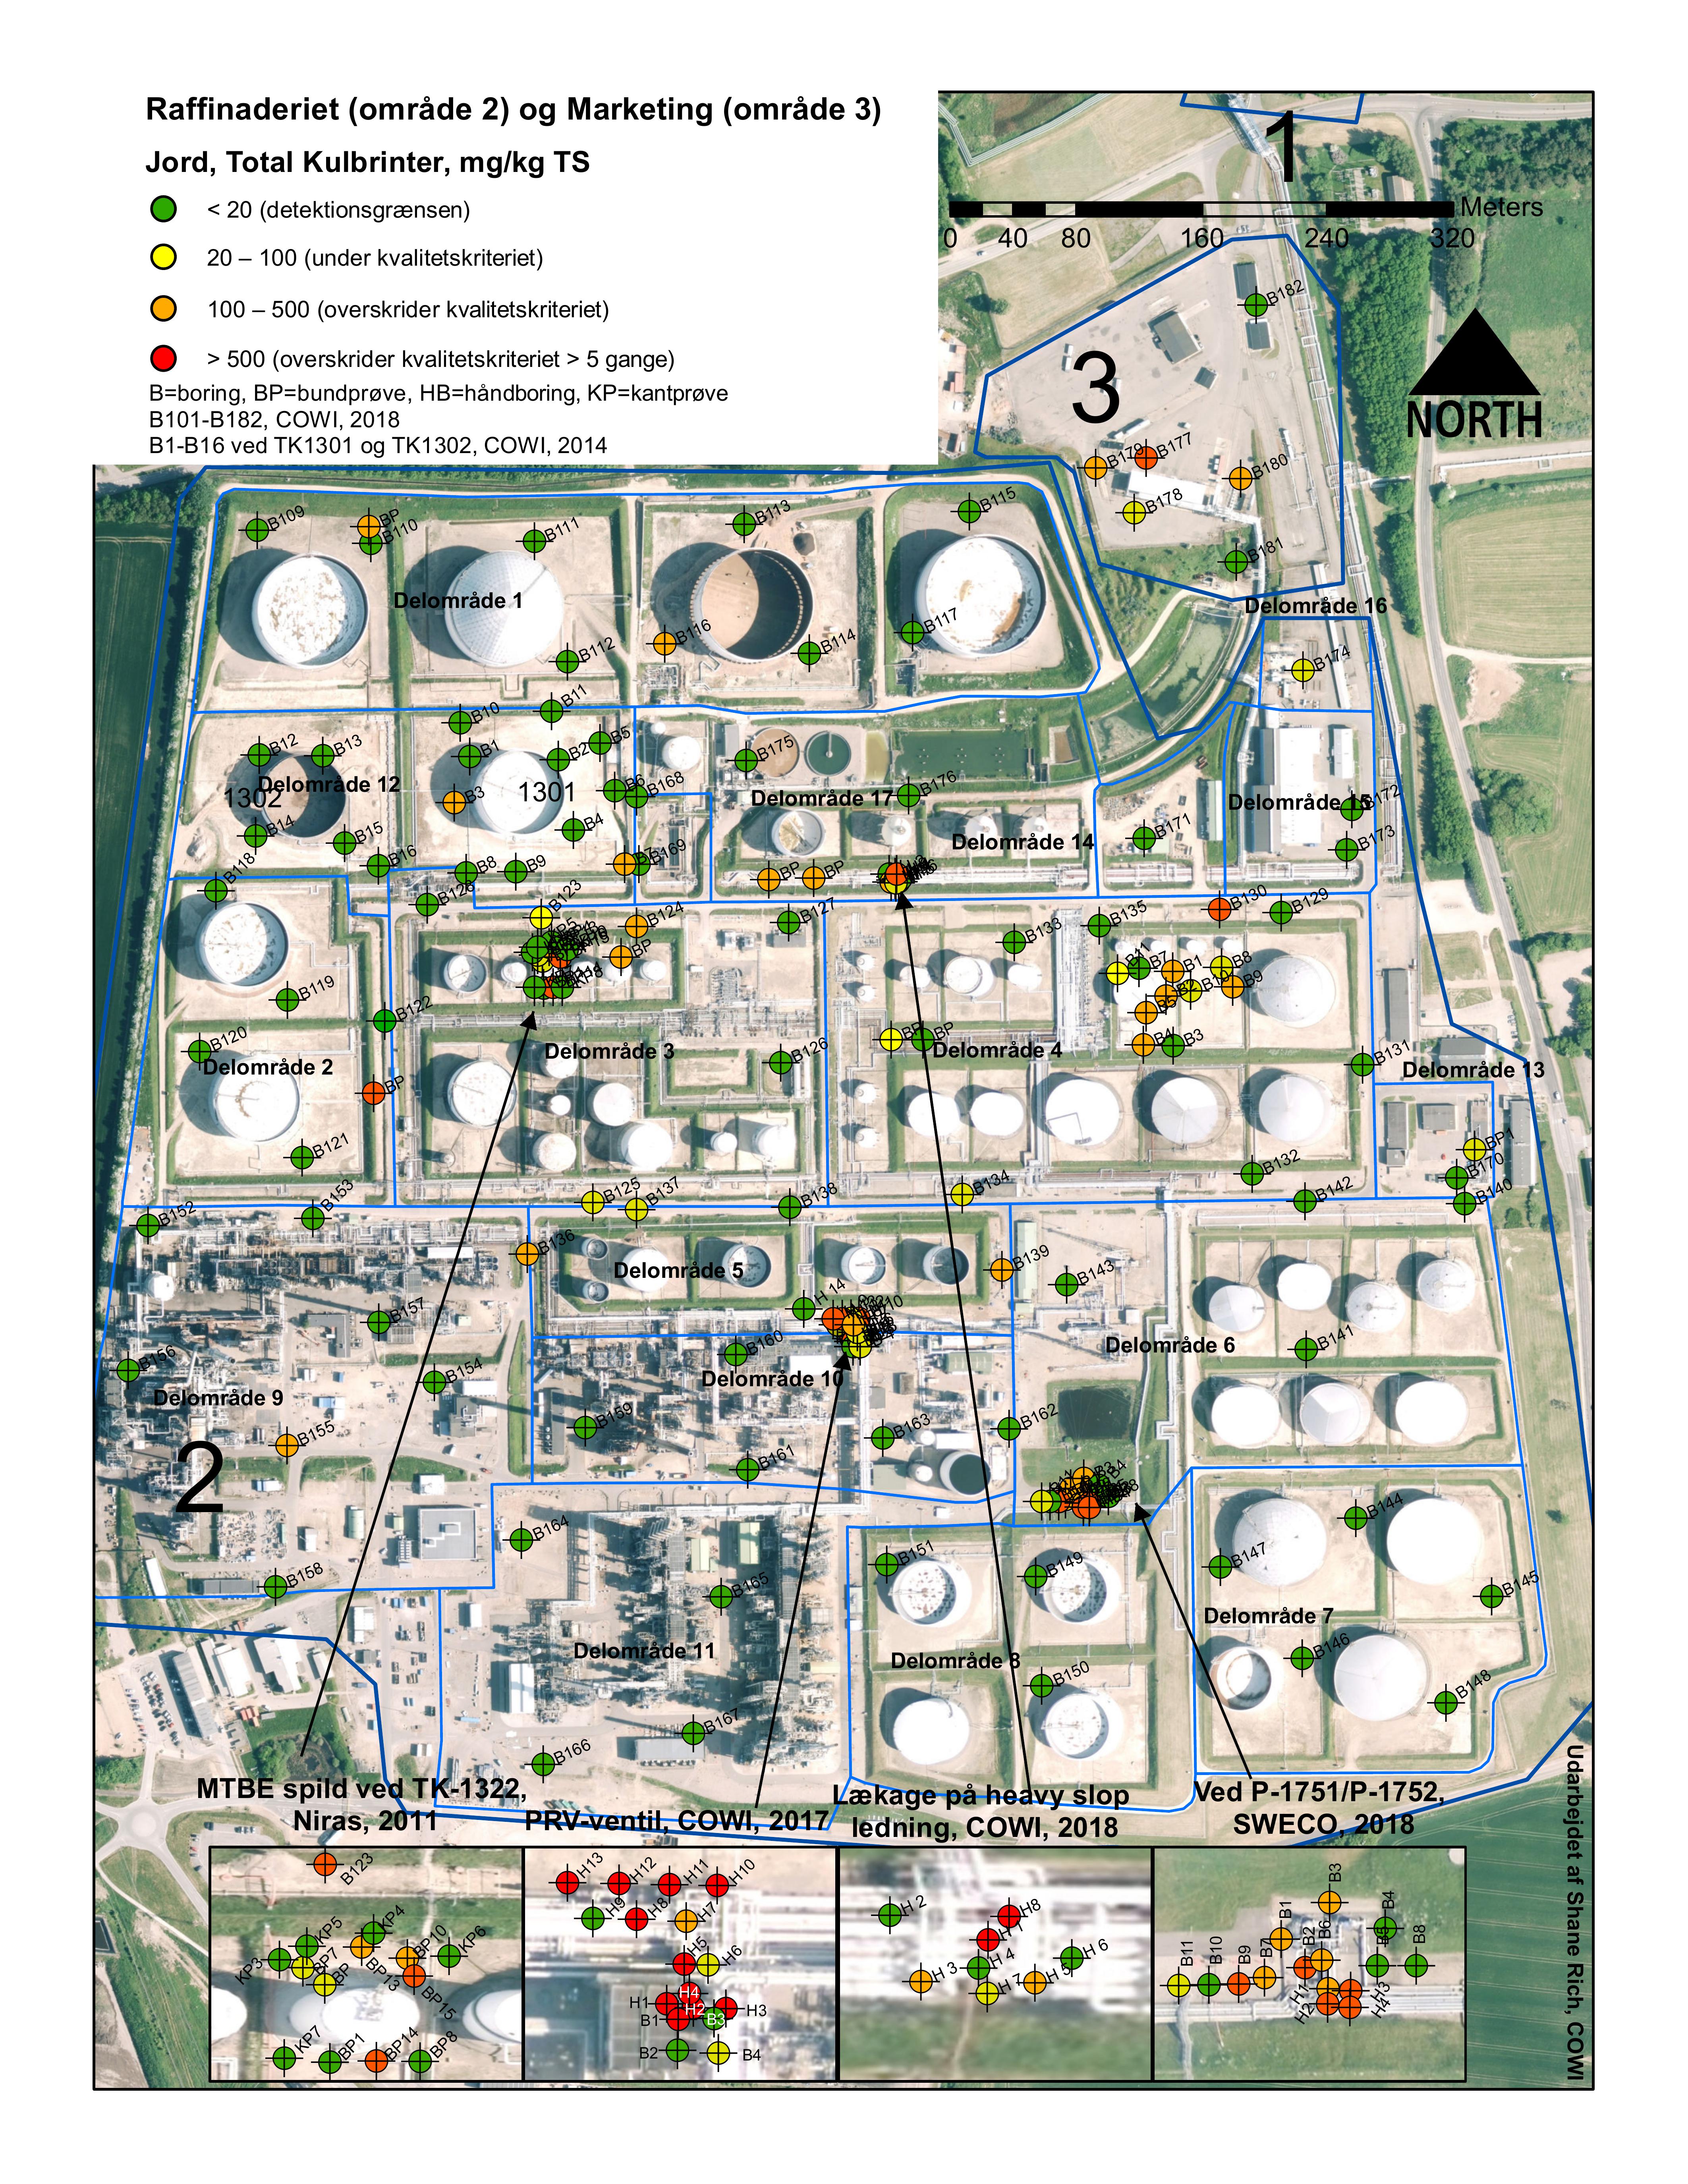 Raffinaderiet (område 2) og Marketing (område 3)
Jord, Total Kulbrinter, mg/kg TS
< 20 (detektionsgrænsen)
20 – 100 (under kvalitetskriteriet)
100 – 500 (overskrider kvalitetskriteriet)
> 500 (overskrider kvalitetskriteriet > 5 gange)
B=boring, BP=bundprøve, HB=håndboring, KP=kantprøve
B101-B182, COWI, 2018
B1-B16 ved TK1301 og TK1302, COWI, 2014
1
Meters
0 40 80 160 240 320
NORTH
3
B182
B179
B177
B180
B178
B181
B109
BP
B110
B111
B113
B115
Delområde 1
B112
B116
B114
B117
Delområde 16
B174
B10
B11
B12
B13
B1
B2
B5
B175
Delområde 12
1302
B3
1301
B6
B168
Delområde 17
B176
Delområde 15
B172
B14
B15
B16
B4
Delområde 14
B171
B173
B118
B8
B9
B7
B169
BP
BP
B126
B123
B124
BP
B127
B133
B135
B130
B129
B119
B122
B11
B7
B1
B8
B2
B10
B9
B5
B4
B3
B120
Delområde 2
BP
Delområde 3
B126
BP
BP
Delområde 4
B131
Delområde 13
B121
BP1
B170
B140
B132
B142
B152
B153
B125
B137
B138
B134
B136
Delområde 5
B139
B143
H 14
B157
B160
Delområde 10
Delområde 6
B141
B156
B154
Delområde 9
B155
B159
B163
B162
B161
2
B164
B144
B147
B151
B149
B145
B158
B165
Delområde 7
Delområde 11
Delområde 8
B146
B150
B148
B167
B166
MTBE spild ved TK-1322,
Niras, 2011
PRV-ventil, COWI, 2017
Lækage på heavy slop
ledning, COWI, 2018
Ved P-1751/P-1752,
SWECO, 2018
Udarbejdet af Shane Rich, COWI
B123
KP5
KP4
KP3
BP7
BP
BP13
BP10
KP6
BP15
KP7
BP1
BP14
BP8
H13
H12
H11
H10
H9
H8
H7
H5
H6
H4
H1
H2
H3
B1
B3
B2
B4
H 2
H8
H 1
H 4
H 6
H 3
H 7
H 5
B3
B1
B4
B2
B6
B5
B8
B11
B10
B9
B7
H1
H3
H2
H4